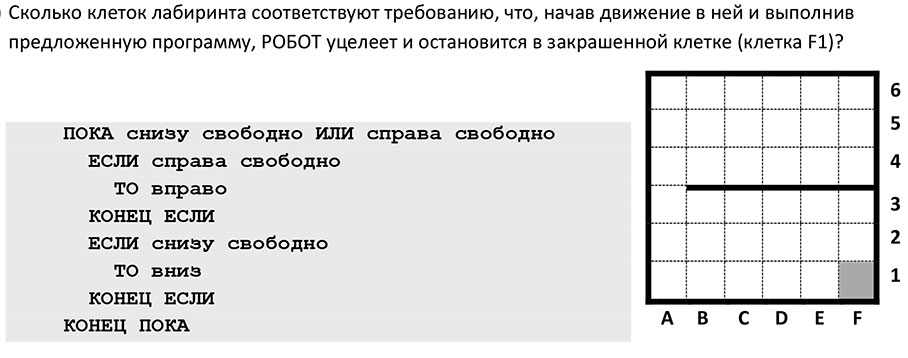 ) Сколько клеток лабиринта соответствуют требованию, что, начав движение в ней и выполнив
предложенную программу, РОБОТ уцелеет и остановится в закрашенной клетке (клетка F1)?
ПОКА снизу свободно ИЛИ справа свободно
ЕСЛИ справа свободно
ТО вправо
КОНЕЦ ЕСЛИ
ЕСЛИ снизу свободно
ТО вниз
КОНЕЦ ЕСЛИ
КОНЕЦ ПОКА
6
5
4
3
2
1
A B C D E F